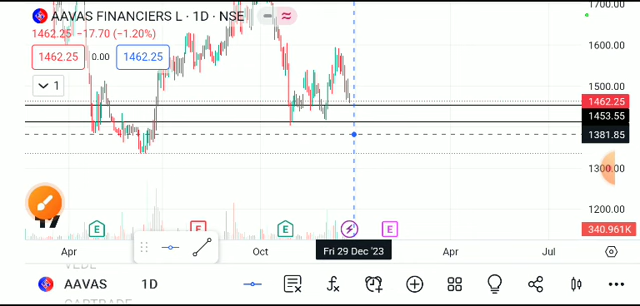 AAVAS FINANCIERS L · 1D · NSE
1462.25 −17.70 (−1.20%)
1462.25 0.00 1462.25
1
1700.00
1600.00
1500.00
1462.25
1453.55
1381.85
1300.00
1200.00
340.961K
E E E E
Apr Oct Fri 29 Dec '23 Apr Jul
AAVAS 1D